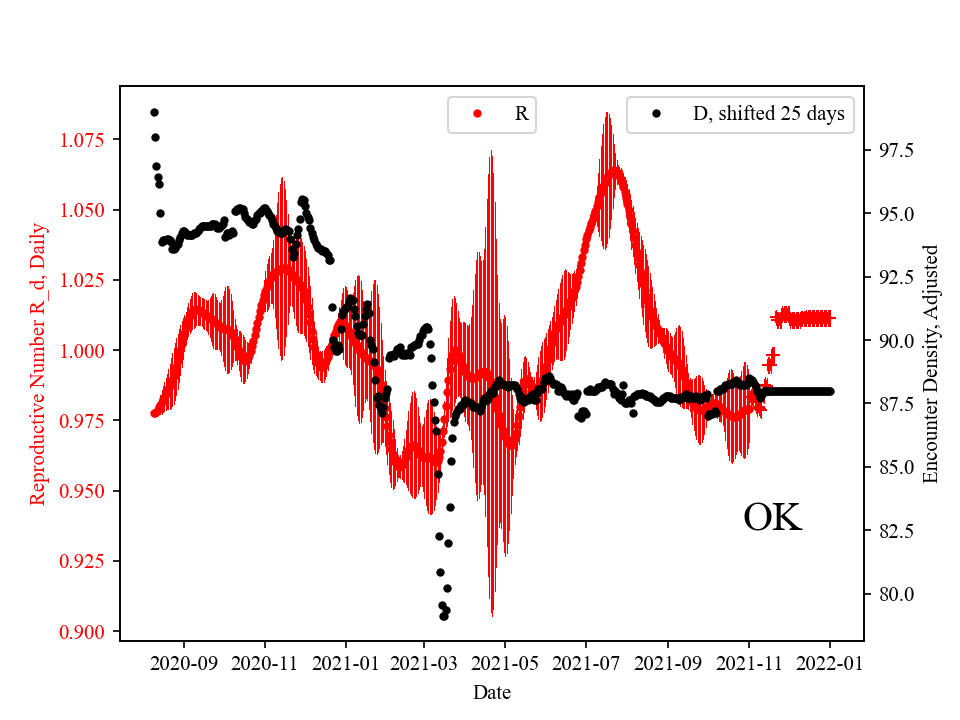 R
D, shifted 25 days
1.075
1.050
1.025
1.000
0.975
0.950
0.925
0.900
Reproductive Number R_d, Daily
97.5
95.0
92.5
90.0
87.5
85.0
82.5
80.0
Encounter Density, Adjusted
OK
2020-09 2020-11 2021-01 2021-03 2021-05 2021-07 2021-09 2021-11 2022-01
Date